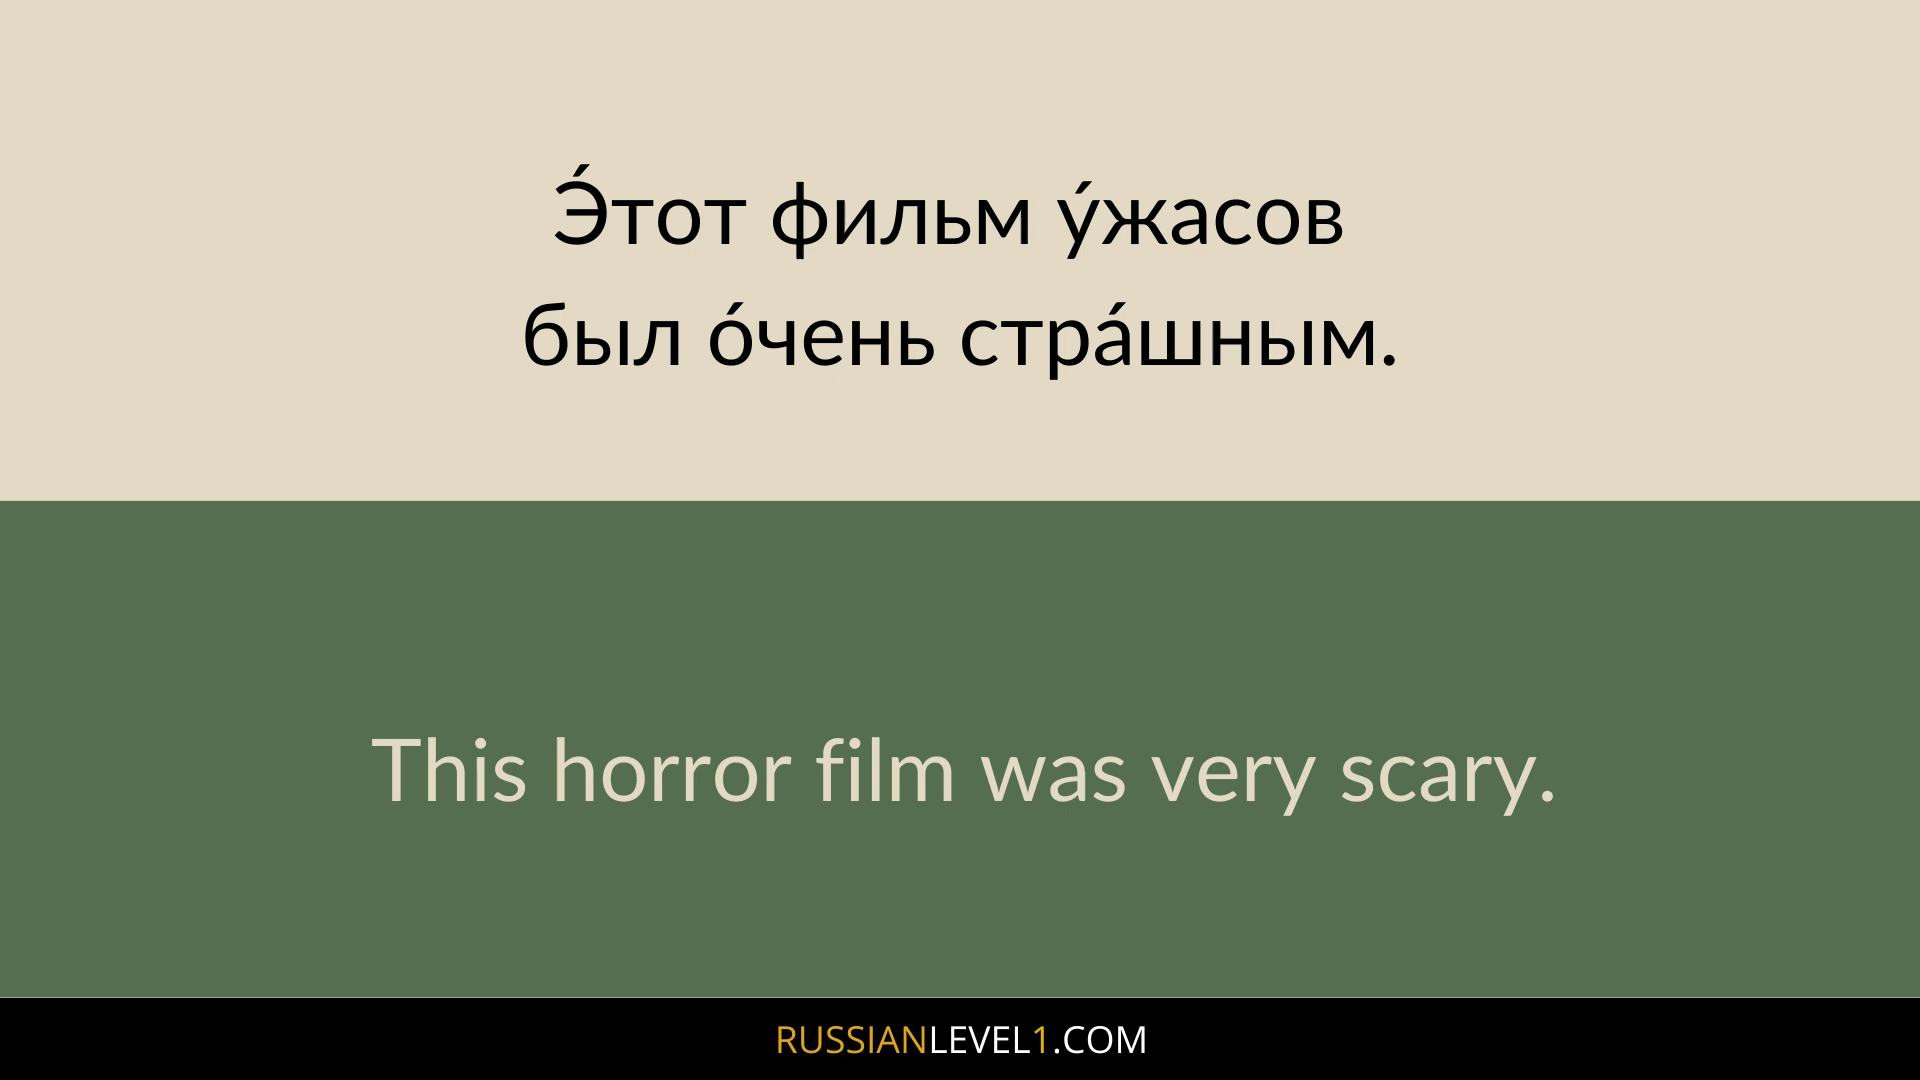 Э́тот фильм у́жасов
был о́чень стра́шным.
This horror film was very scary.
RUSSIANLEVEL1.COM